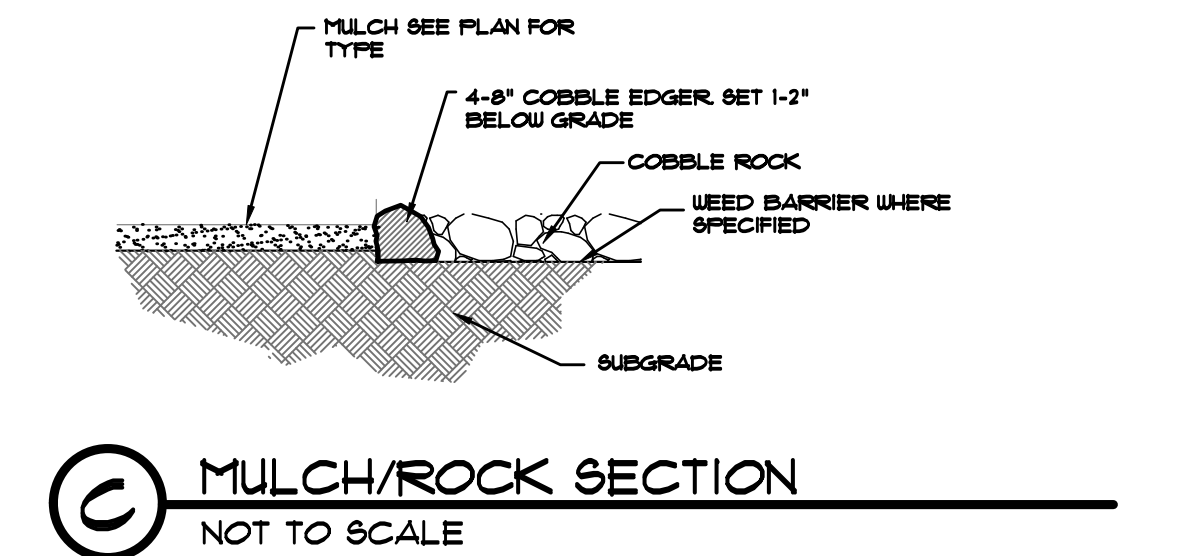 MULCH SEE PLAN FOR
TYPE
4-8" COBBLE EDGER. SET 1-2"
BELOW GRADE
COBBLE ROCK
WEED BARRIER WHERE
SPECIFIED
SUBGRADE
C
MULCH/ROCK SECTION
NOT TO SCALE